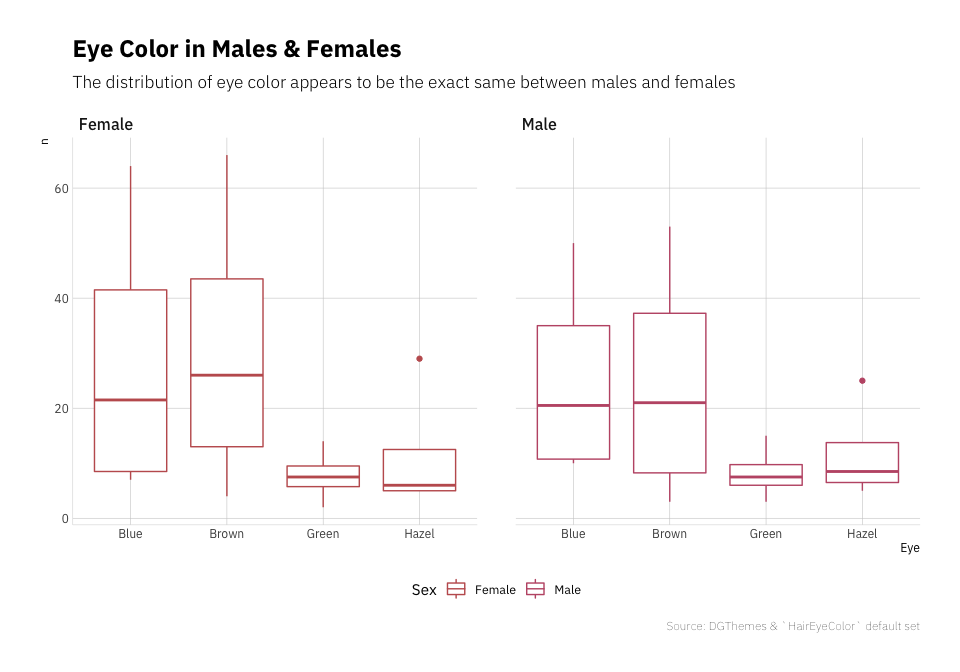 Eye Color in Males & Females
The distribution of eye color appears to be the exact same between males and females
Female
Male
n
60
40
20
0
Blue Brown Green Hazel
Blue Brown Green Hazel
Eye
Sex Female Male
Source: DGThemes & `HairEyeColor` default set